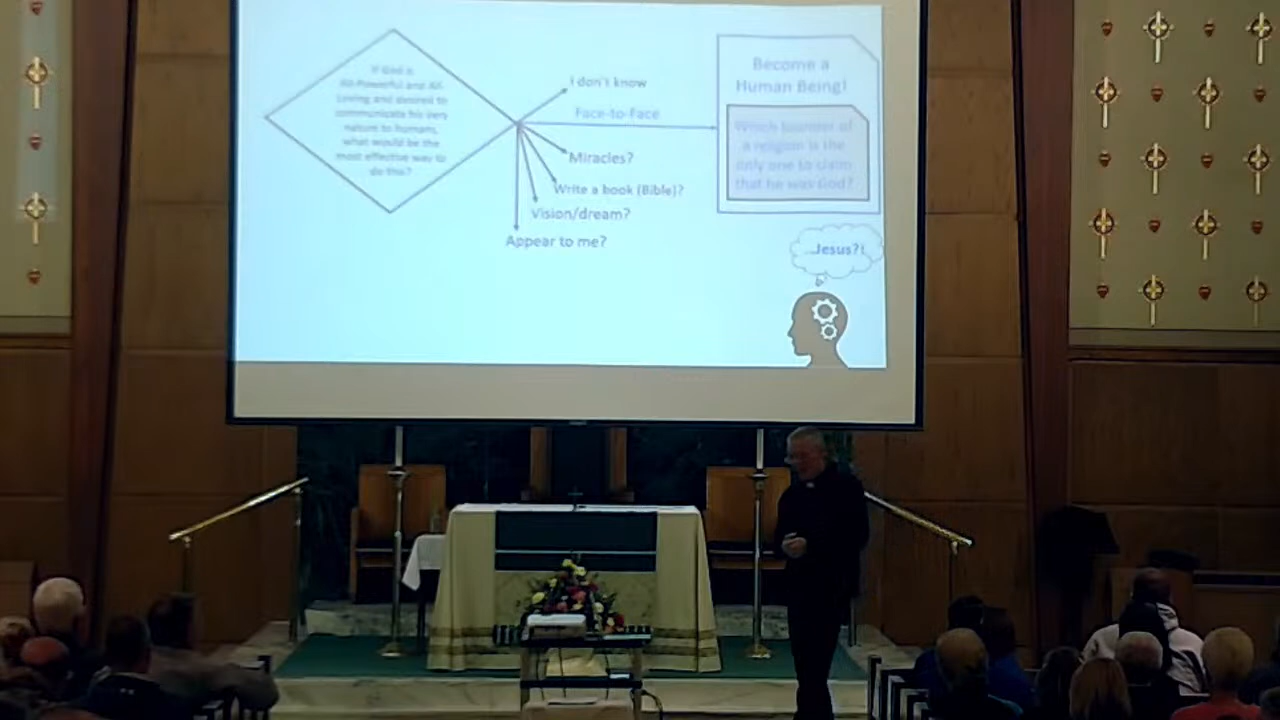 If God is
All-Powerful and All-
Loving and desired to
communicate his very
nature to humans,
what would be the
most effective way to
do this?
I don't know
Face-to-Face
Miracles?
Write a book (Bible)?
Vision/dream?
Appear to me?
Become a
Human Being!
Which founder of
a religion is the
only one to claim
that he was God?
...Jesus?!